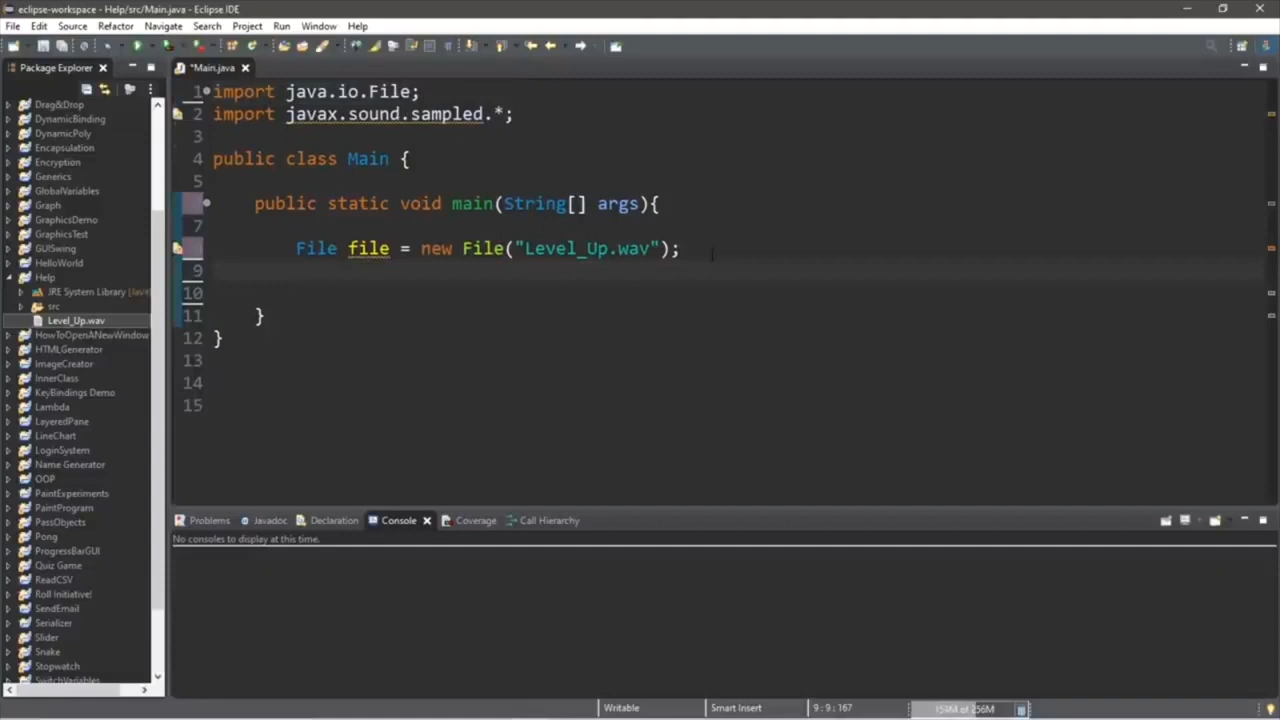 eclipse-workspace - Help/src/Main.java - Eclipse IDE
File Edit Source Refactor Navigate Search Project Run Window Help
Package Explorer
*Main.java
Drag&Drop
DynamicBinding
DynamicPoly
Encapsulation
Encryption
Generics
GlobalVariables
Graph
GraphicsDemo
GraphicsTest
GUISwing
HelloWorld
Help
JRE System Library
src
Level_Up.wav
HowToOpenANewWindow
HTMLGenerator
ImageCreator
InnerClass
KeyBindings Demo
Lambda
LayeredPane
LineChart
LoginSystem
Name Generator
OOP
PaintExperiments
PaintProgram
PassObjects
Pong
ProgressBarGUI
Quiz Game
ReadCSV
Roll Initiative!
SendEmail
Serializer
Slider
Snake
Stopwatch
SwitchVariables
1 import java.io.File;
2 import javax.sound.sampled.*;
3
4 public class Main {
5
public static void main(String[] args){
7
File file = new File("Level_Up.wav");
9
10
11 }
12 }
13
14
15
Problems Javadoc Declaration Console Coverage Call Hierarchy
No consoles to display at this time.
Writable Smart Insert 9 : 9 : 167 154M of 256M